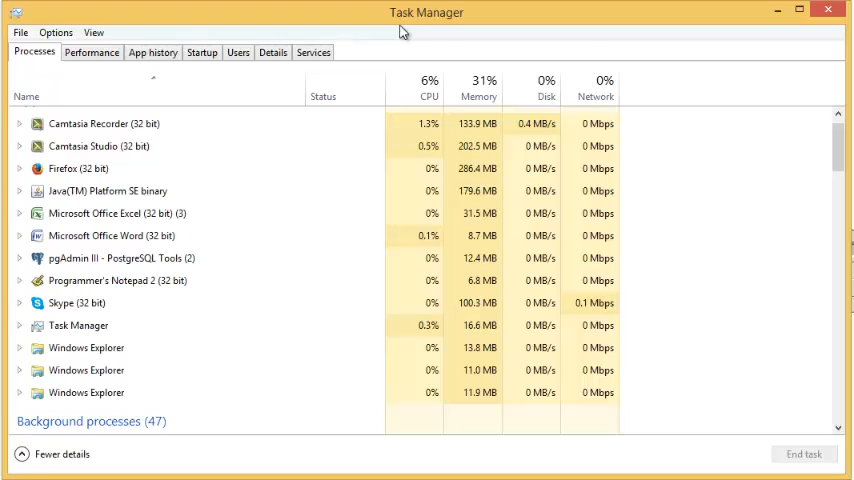 Task Manager
File Options View
Processes Performance App history Startup Users Details Services
6% 31% 0% 0%
Name Status CPU Memory Disk Network
Camtasia Recorder (32 bit) 1.3% 133.9 MB 0.4 MB/s 0 Mbps
Camtasia Studio (32 bit) 0.5% 202.5 MB 0 MB/s 0 Mbps
Firefox (32 bit) 0% 286.4 MB 0 MB/s 0 Mbps
Java(TM) Platform SE binary 0% 179.6 MB 0 MB/s 0 Mbps
Microsoft Office Excel (32 bit) (3) 0% 31.5 MB 0 MB/s 0 Mbps
Microsoft Office Word (32 bit) 0.1% 8.7 MB 0 MB/s 0 Mbps
pgAdmin III - PostgreSQL Tools (2) 0% 12.4 MB 0 MB/s 0 Mbps
Programmer's Notepad 2 (32 bit) 0% 6.8 MB 0 MB/s 0 Mbps
Skype (32 bit) 0% 100.3 MB 0 MB/s 0.1 Mbps
Task Manager 0.3% 16.6 MB 0 MB/s 0 Mbps
Windows Explorer 0% 13.8 MB 0 MB/s 0 Mbps
Windows Explorer 0% 11.0 MB 0 MB/s 0 Mbps
Windows Explorer 0% 11.9 MB 0 MB/s 0 Mbps
Background processes (47)
Fewer details End task